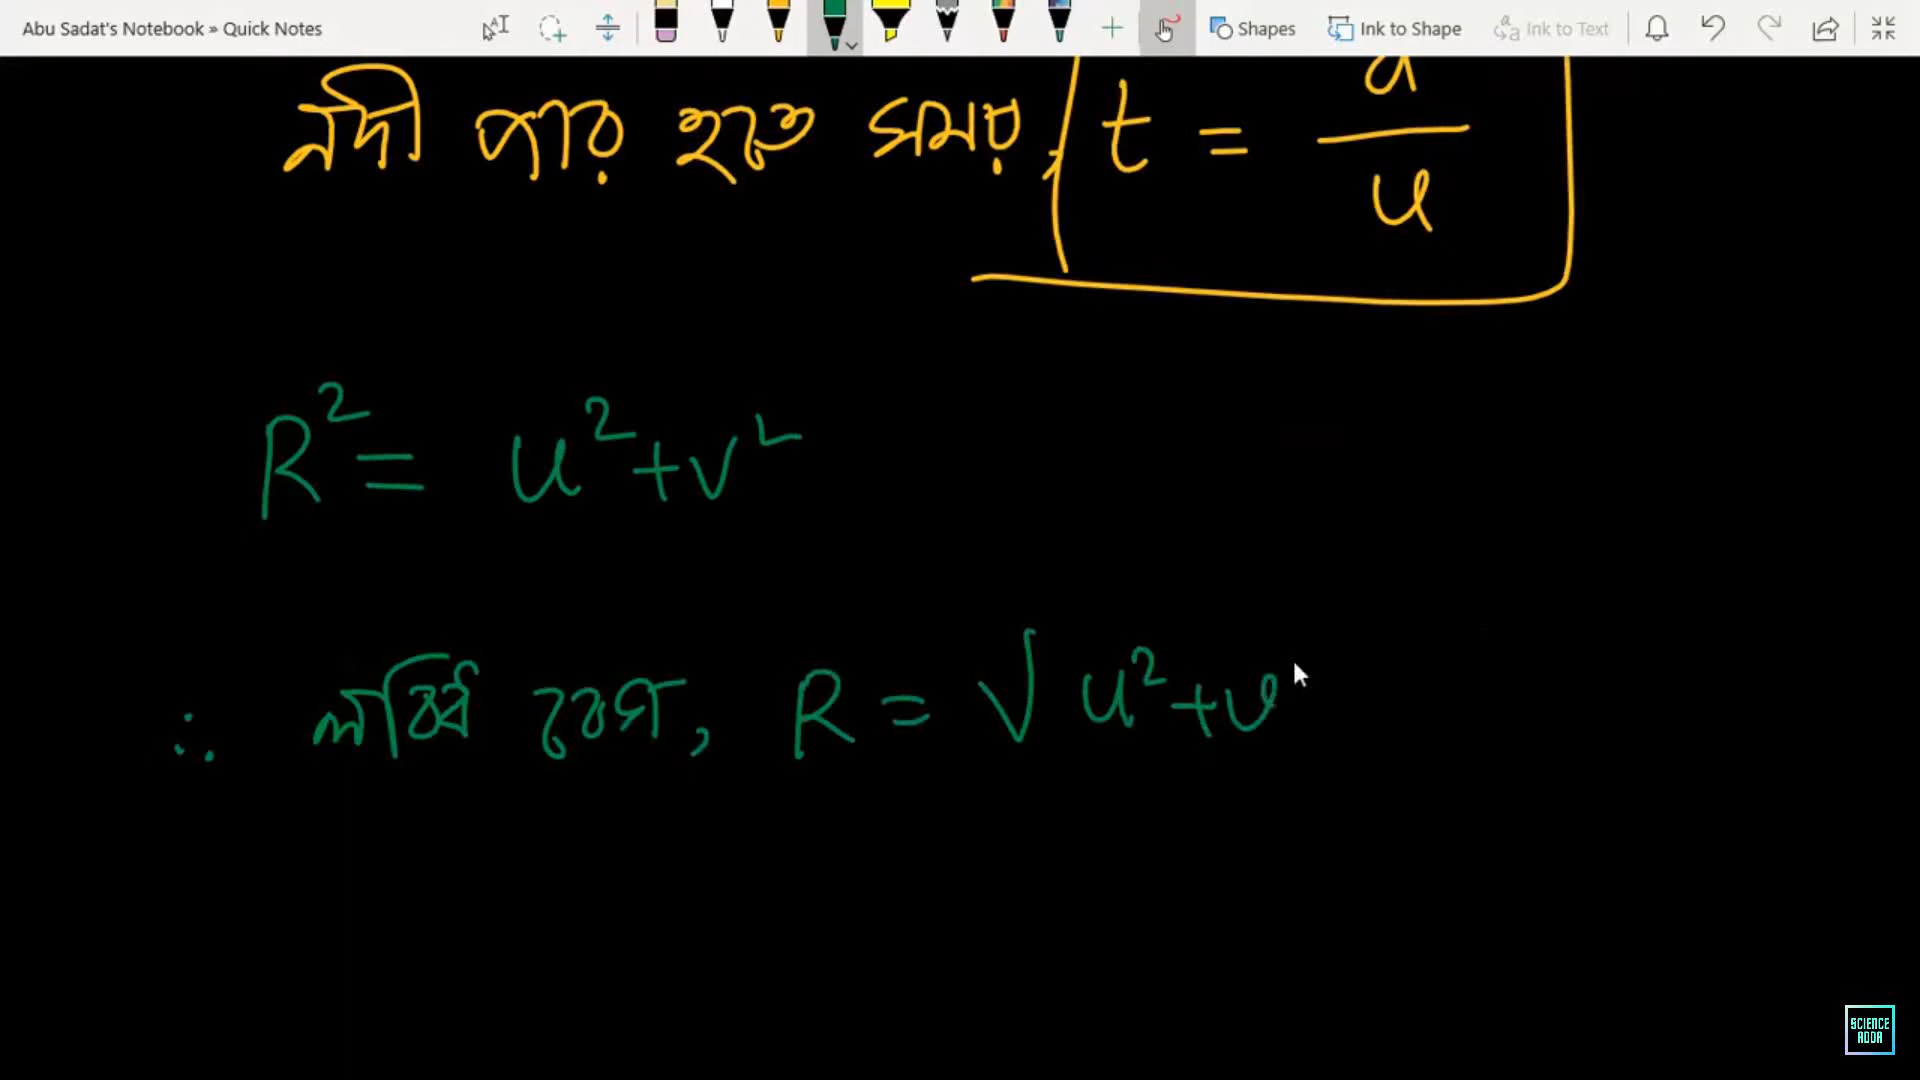 Abu Sadat's Notebook » Quick Notes
Shapes
Ink to Shape
Ink to Text
নদী পার হতে সময়, t = d/u
R² = u²+v²
∴ লব্ধি বেগ, R = √ u²+v
SCIENCE
ADDA